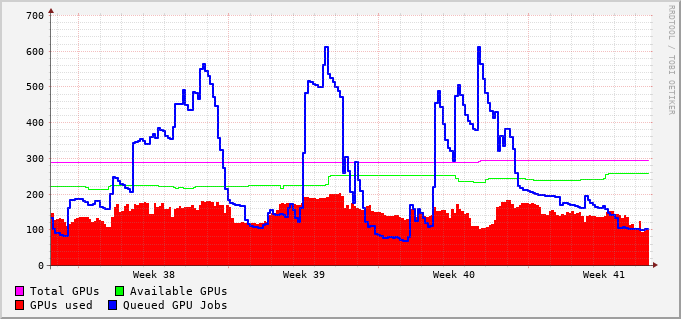 700
600
500
400
300
200
100
0
Week 38 Week 39 Week 40 Week 41
Total GPUs Available GPUs
GPUs used Queued GPU Jobs
RRDTOOL / TOBI OETIKER